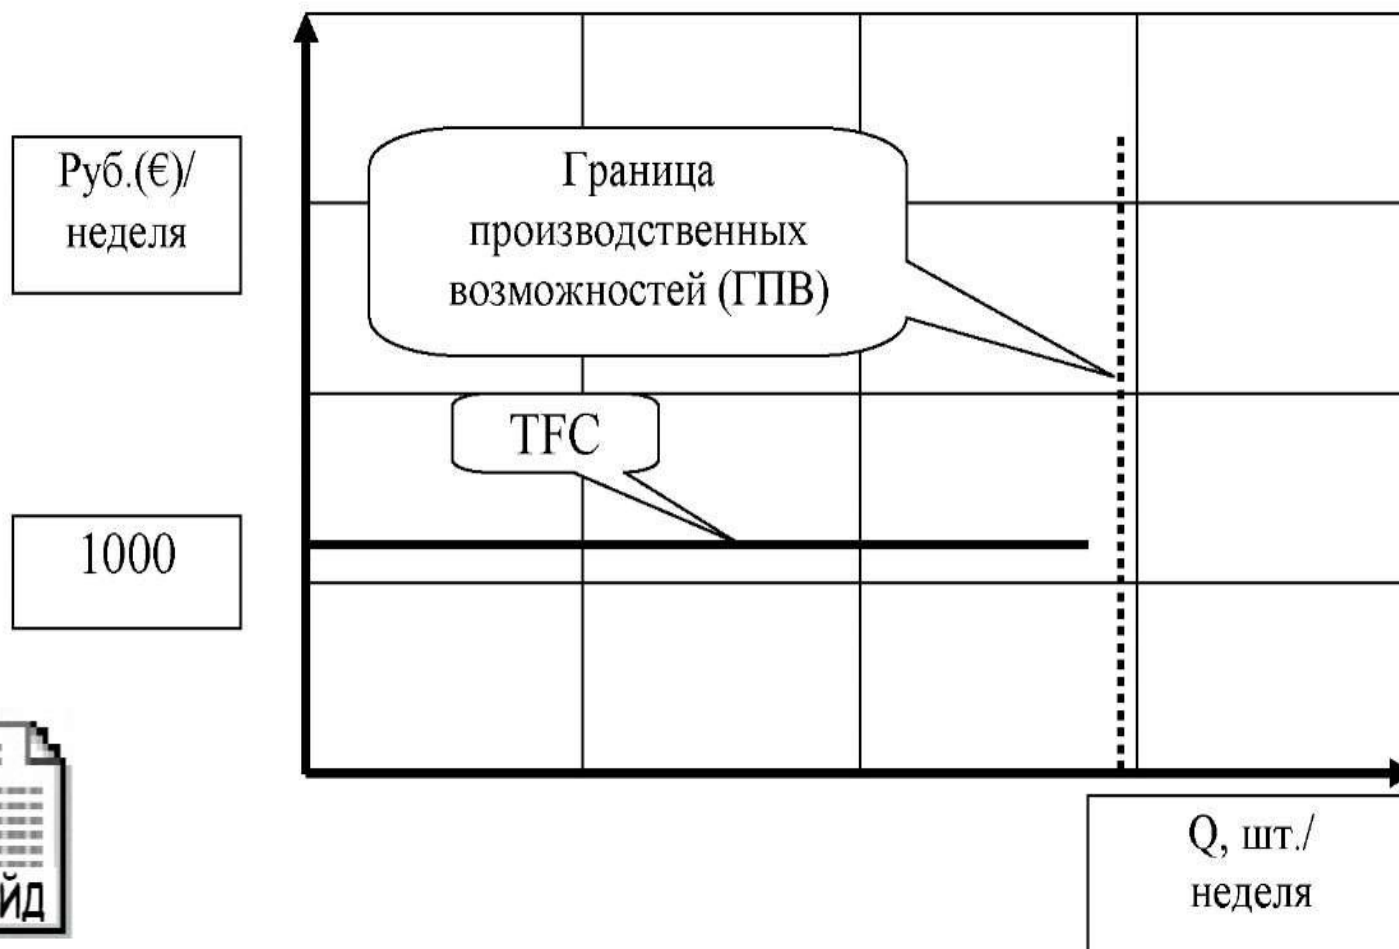 Руб.(€)/
неделя
Граница
производственных
возможностей (ГПВ)
TFC
1000
Q, шт./
неделя
ЙД